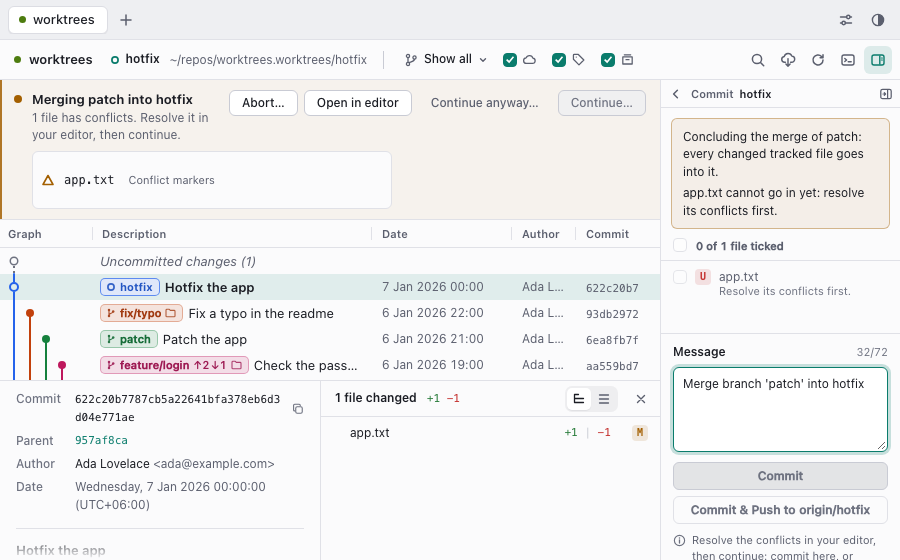 worktrees
worktrees hotfix ~/repos/worktrees.worktrees/hotfix Show all
Merging patch into hotfix
1 file has conflicts. Resolve it in
your editor, then continue.
Abort... Open in editor Continue anyway... Continue...
app.txt Conflict markers
Graph Description Date Author Commit
Uncommitted changes (1)
hotfix Hotfix the app 7 Jan 2026 00:00 Ada L... 622c20b7
fix/typo Fix a typo in the readme 6 Jan 2026 22:00 Ada L... 93db2972
patch Patch the app 6 Jan 2026 21:00 Ada L... 6ea8fb7f
feature/login ↑2↓1 Check the pass... 6 Jan 2026 19:00 Ada L... aa559bd7
Commit 622c20b7787cb5a22641bfa378eb6d3
d04e771ae
Parent 957af8ca
Author Ada Lovelace <ada@example.com>
Date Wednesday, 7 Jan 2026 00:00:00
(UTC+06:00)
Hotfix the app
1 file changed +1 −1
app.txt +1 −1 M
Commit hotfix
Concluding the merge of patch:
every changed tracked file goes
into it.
app.txt cannot go in yet: resolve
its conflicts first.
0 of 1 file ticked
U app.txt
Resolve its conflicts first.
Message 32/72
Merge branch 'patch' into hotfix
Commit
Commit & Push to origin/hotfix
Resolve the conflicts in your editor,
then continue: commit here, or